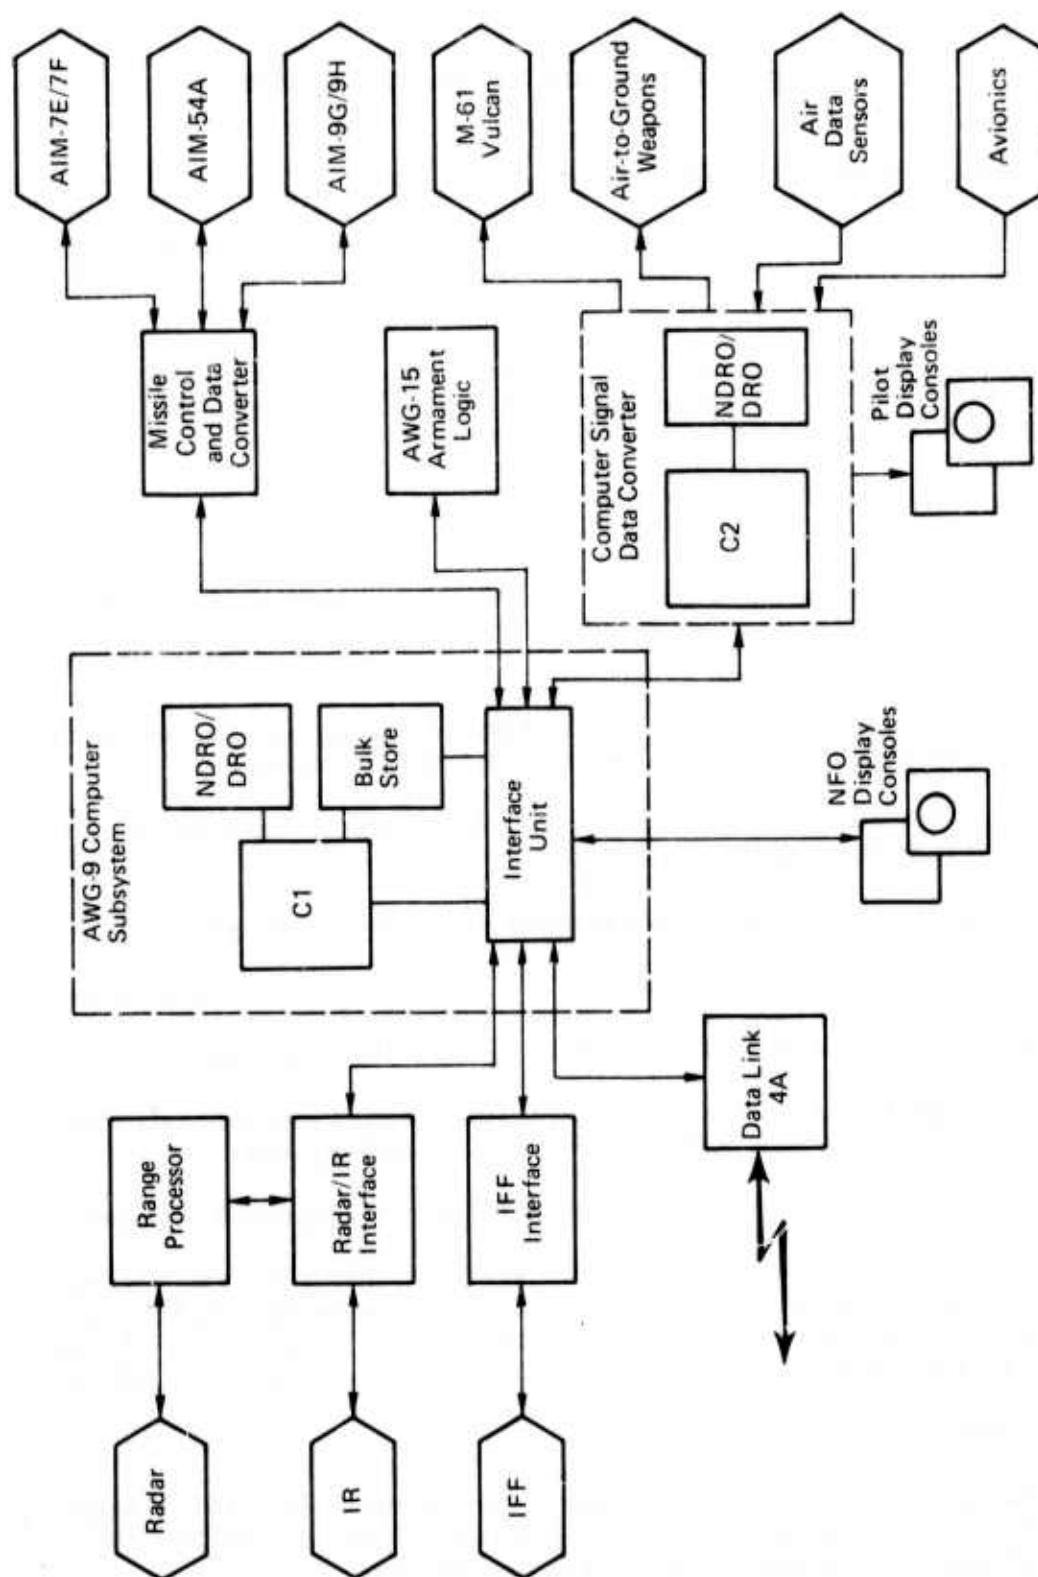 Radar
IR
IFF
Range
Processor
Radar/IR
Interface
IFF
Interface
Data Link
4A
AWG-9 Computer
Subsystem
C1
NDRO/
DRO
Bulk
Store
Interface
Unit
NFO
Display
Consoles
Missile
Control
and Data
Converter
AWG-15
Armament
Logic
Computer Signal
Data Converter
C2
NDRO/
DRO
Pilot
Display
Consoles
AIM-7E/7F
AIM-54A
AIM-9G/9H
M-61
Vulcan
Air-to-Ground
Weapons
Air
Data
Sensors
Avionics